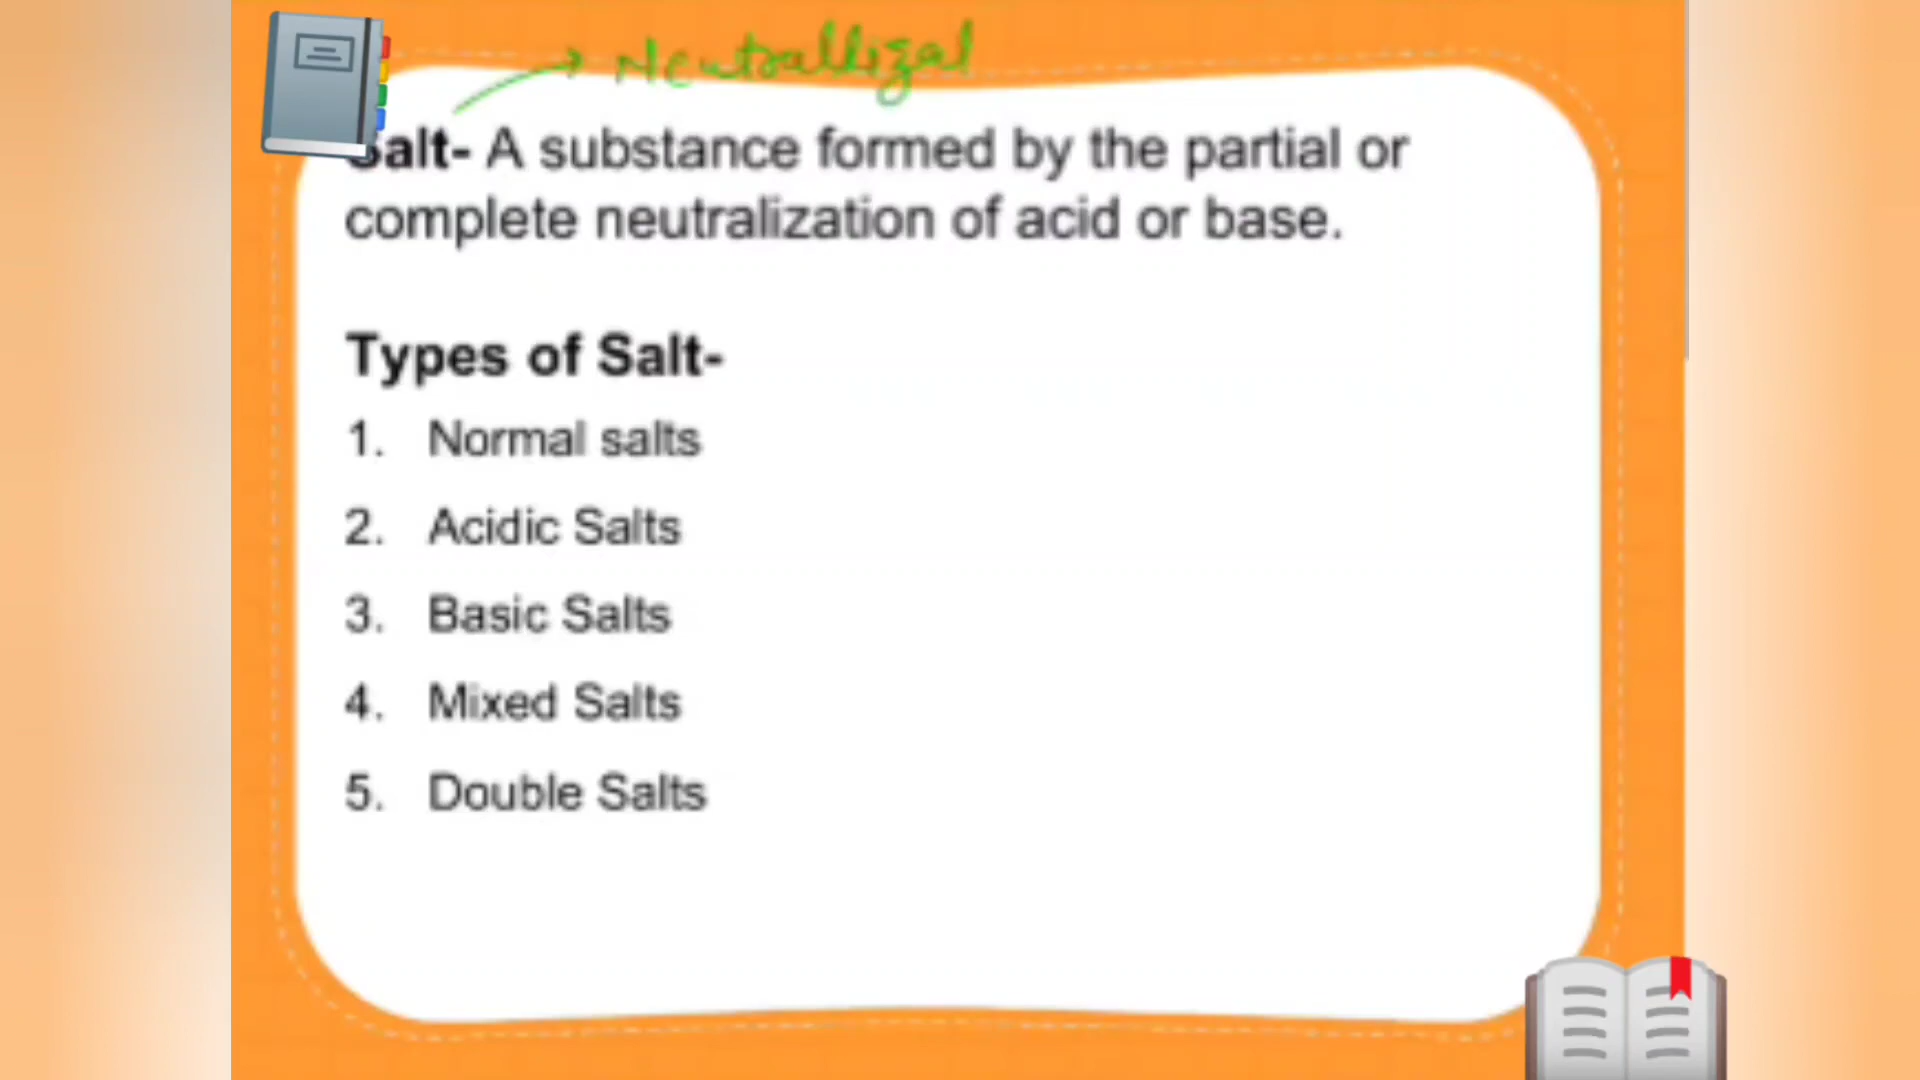 Neutrallizal
Salt- A substance formed by the partial or
complete neutralization of acid or base.
Types of Salt-
1. Normal salts
2. Acidic Salts
3. Basic Salts
4. Mixed Salts
5. Double Salts